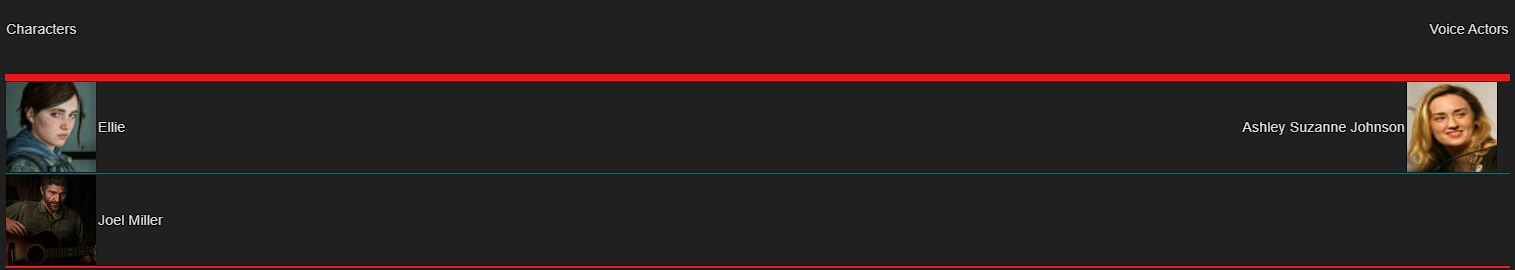 Characters
Voice Actors
Ellie
Ashley Suzanne Johnson
Joel Miller